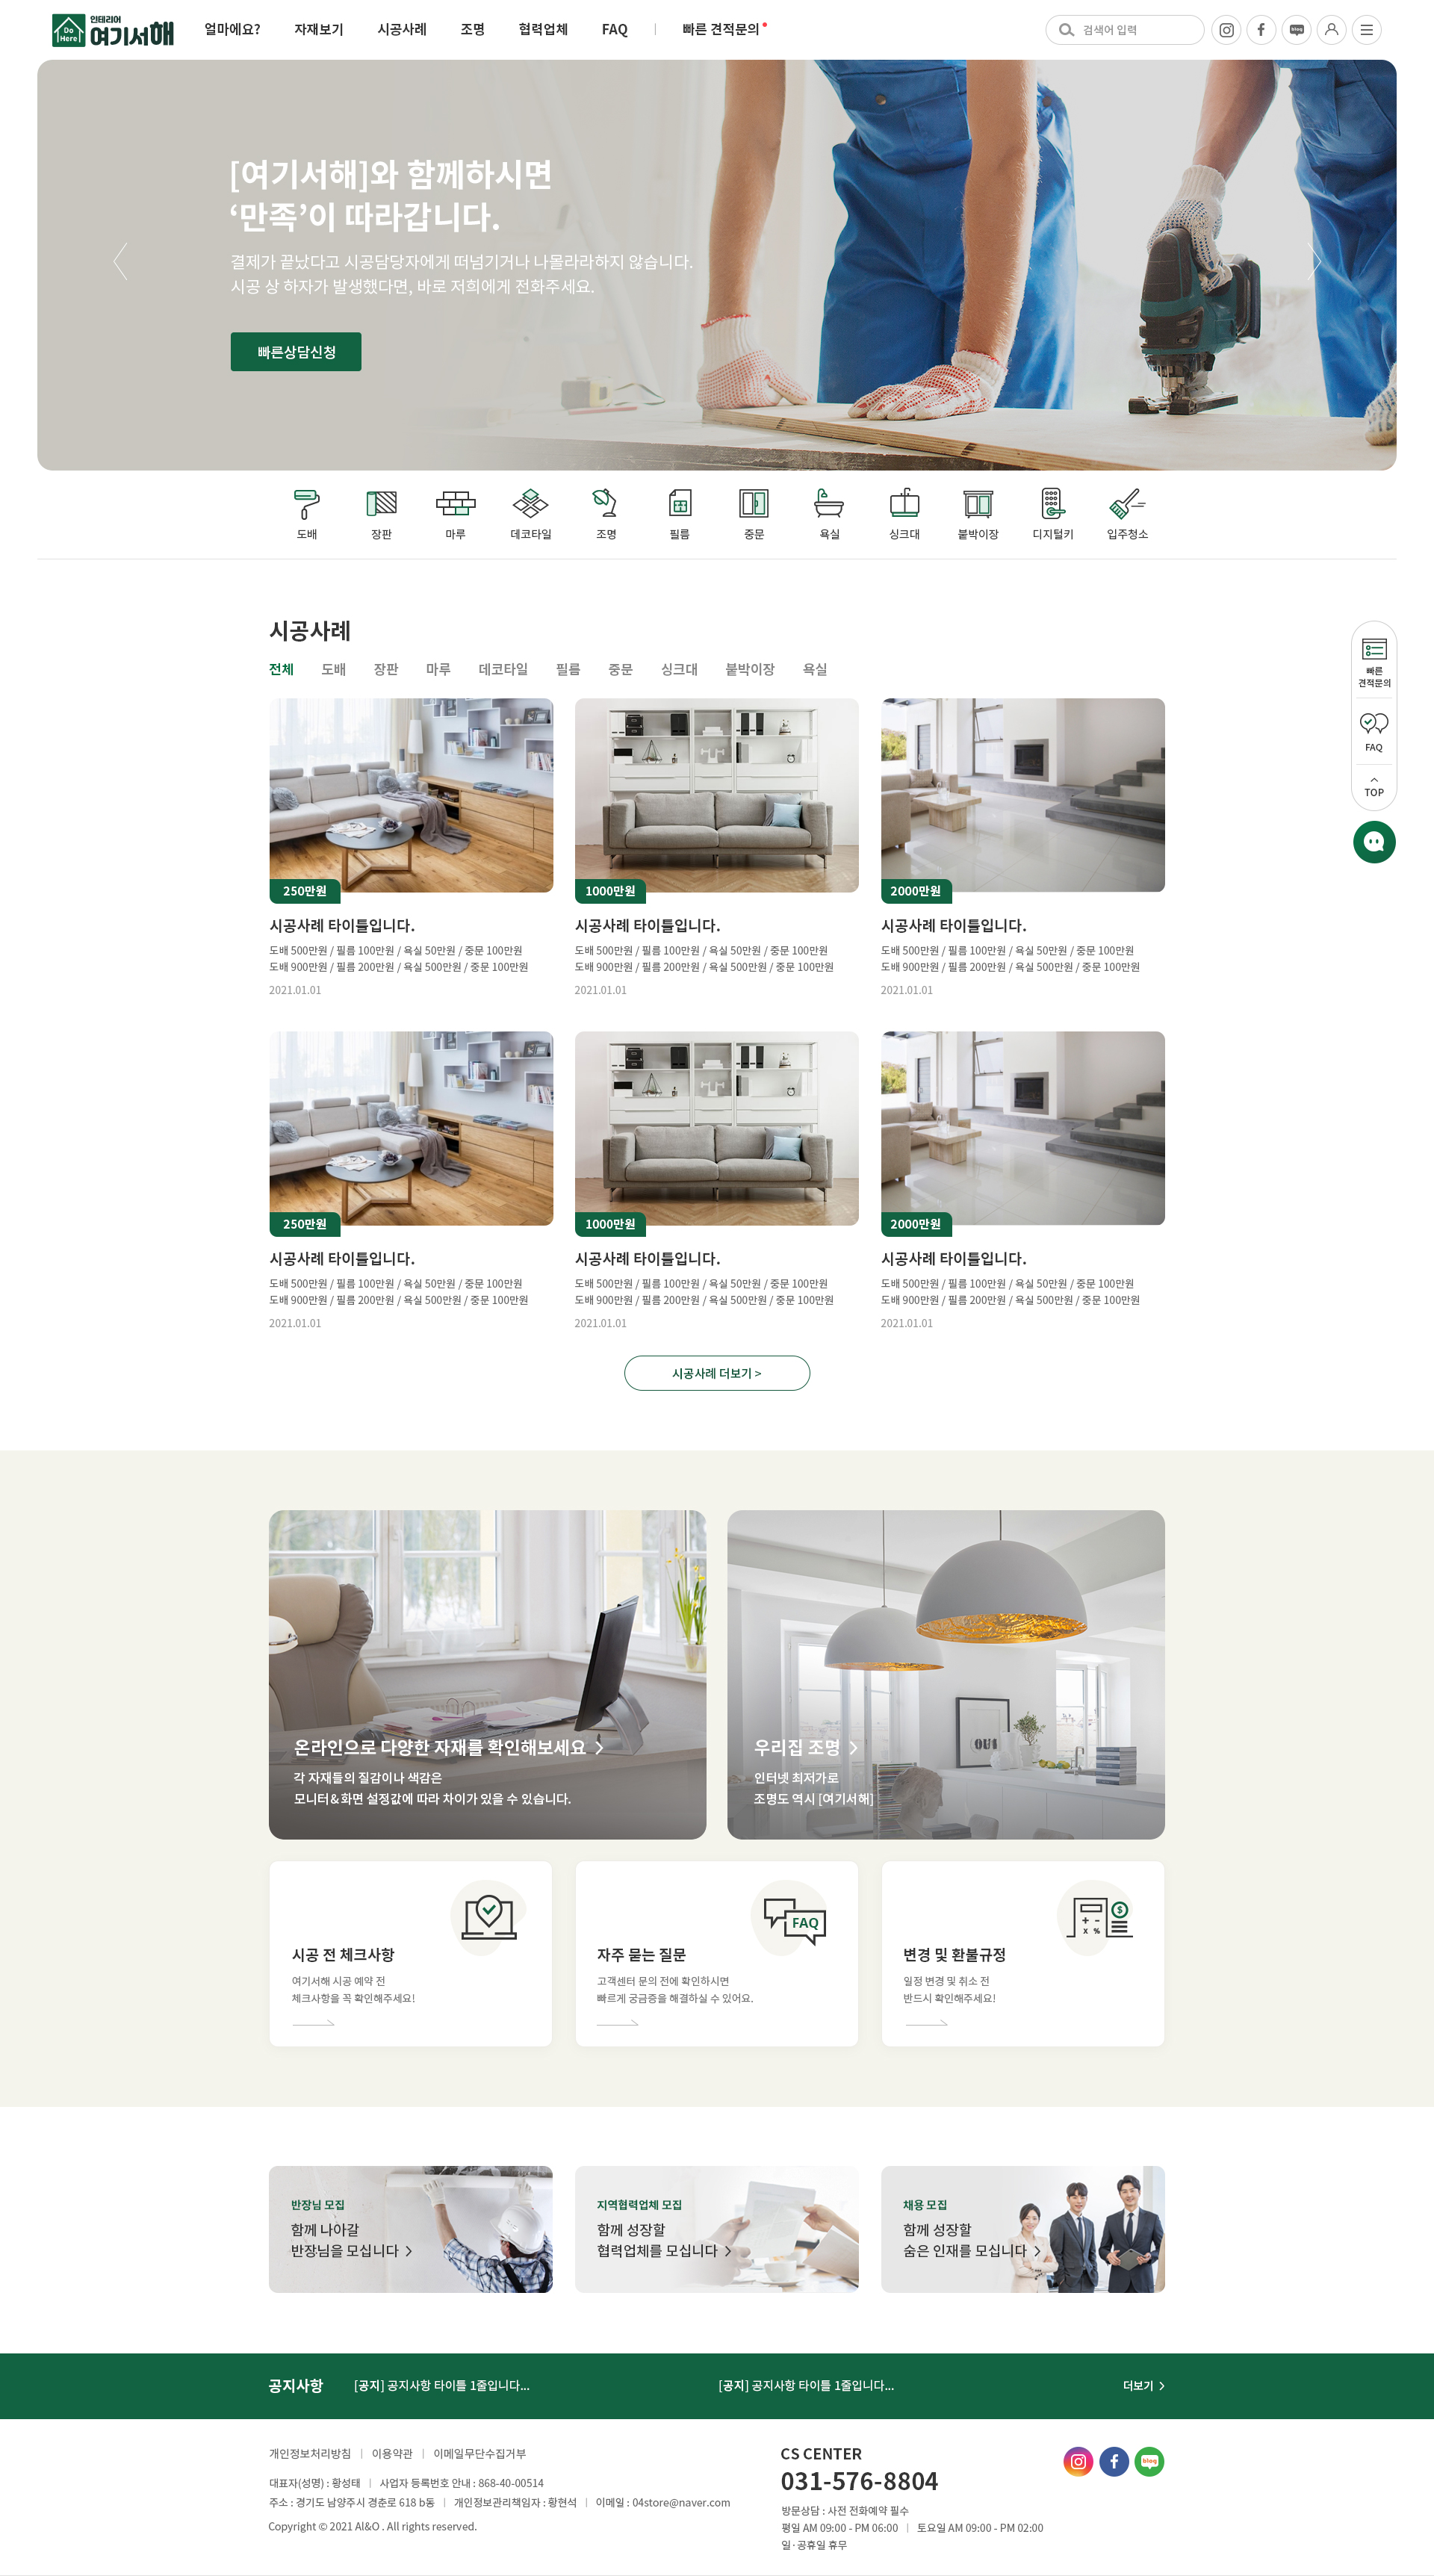 Do
Here
인테리어
여기서해
얼마에요?
자재보기
시공사례
조명
협력업체
FAQ
빠른 견적문의
검색어 입력
blog
[여기서해]와 함께하시면
‘만족’이 따라갑니다.
결제가 끝났다고 시공담당자에게 떠넘기거나 나몰라라하지 않습니다.
시공 상 하자가 발생했다면, 바로 저희에게 전화주세요.
빠른상담신청
도배
장판
마루
데코타일
조명
필름
중문
욕실
싱크대
붙박이장
디지털키
입주청소
시공사례
전체
도배
장판
마루
데코타일
필름
중문
싱크대
붙박이장
욕실
빠른
견적문의
FAQ
TOP
250만원
시공사례 타이틀입니다.
도배 500만원 / 필름 100만원 / 욕실 50만원 / 중문 100만원
도배 900만원 / 필름 200만원 / 욕실 500만원 / 중문 100만원
2021.01.01
1000만원
시공사례 타이틀입니다.
도배 500만원 / 필름 100만원 / 욕실 50만원 / 중문 100만원
도배 900만원 / 필름 200만원 / 욕실 500만원 / 중문 100만원
2021.01.01
2000만원
시공사례 타이틀입니다.
도배 500만원 / 필름 100만원 / 욕실 50만원 / 중문 100만원
도배 900만원 / 필름 200만원 / 욕실 500만원 / 중문 100만원
2021.01.01
250만원
시공사례 타이틀입니다.
도배 500만원 / 필름 100만원 / 욕실 50만원 / 중문 100만원
도배 900만원 / 필름 200만원 / 욕실 500만원 / 중문 100만원
2021.01.01
1000만원
시공사례 타이틀입니다.
도배 500만원 / 필름 100만원 / 욕실 50만원 / 중문 100만원
도배 900만원 / 필름 200만원 / 욕실 500만원 / 중문 100만원
2021.01.01
2000만원
시공사례 타이틀입니다.
도배 500만원 / 필름 100만원 / 욕실 50만원 / 중문 100만원
도배 900만원 / 필름 200만원 / 욕실 500만원 / 중문 100만원
2021.01.01
시공사례 더보기 >
온라인으로 다양한 자재를 확인해보세요
각 자재들의 질감이나 색감은
모니터&화면 설정값에 따라 차이가 있을 수 있습니다.
우리집 조명
인터넷 최저가로
조명도 역시 [여기서해]
시공 전 체크사항
여기서해 시공 예약 전
체크사항을 꼭 확인해주세요!
FAQ
자주 묻는 질문
고객센터 문의 전에 확인하시면
빠르게 궁금증을 해결하실 수 있어요.
변경 및 환불규정
일정 변경 및 취소 전
반드시 확인해주세요!
반장님 모집
함께 나아갈
반장님을 모십니다
지역협력업체 모집
함께 성장할
협력업체를 모십니다
채용 모집
함께 성장할
숨은 인재를 모십니다
공지사항
[공지] 공지사항 타이틀 1줄입니다...
[공지] 공지사항 타이틀 1줄입니다...
더보기
개인정보처리방침 | 이용약관 | 이메일무단수집거부
대표자(성명) : 황성태 | 사업자 등록번호 안내 : 868-40-00514
주소 : 경기도 남양주시 경춘로 618 b동 | 개인정보관리책임자 : 황현석 | 이메일 : 04store@naver.com
Copyright © 2021 AI&O . All rights reserved.
CS CENTER
031-576-8804
방문상담 : 사전 전화예약 필수
평일 AM 09:00 - PM 06:00 | 토요일 AM 09:00 - PM 02:00
일·공휴일 휴무
blog